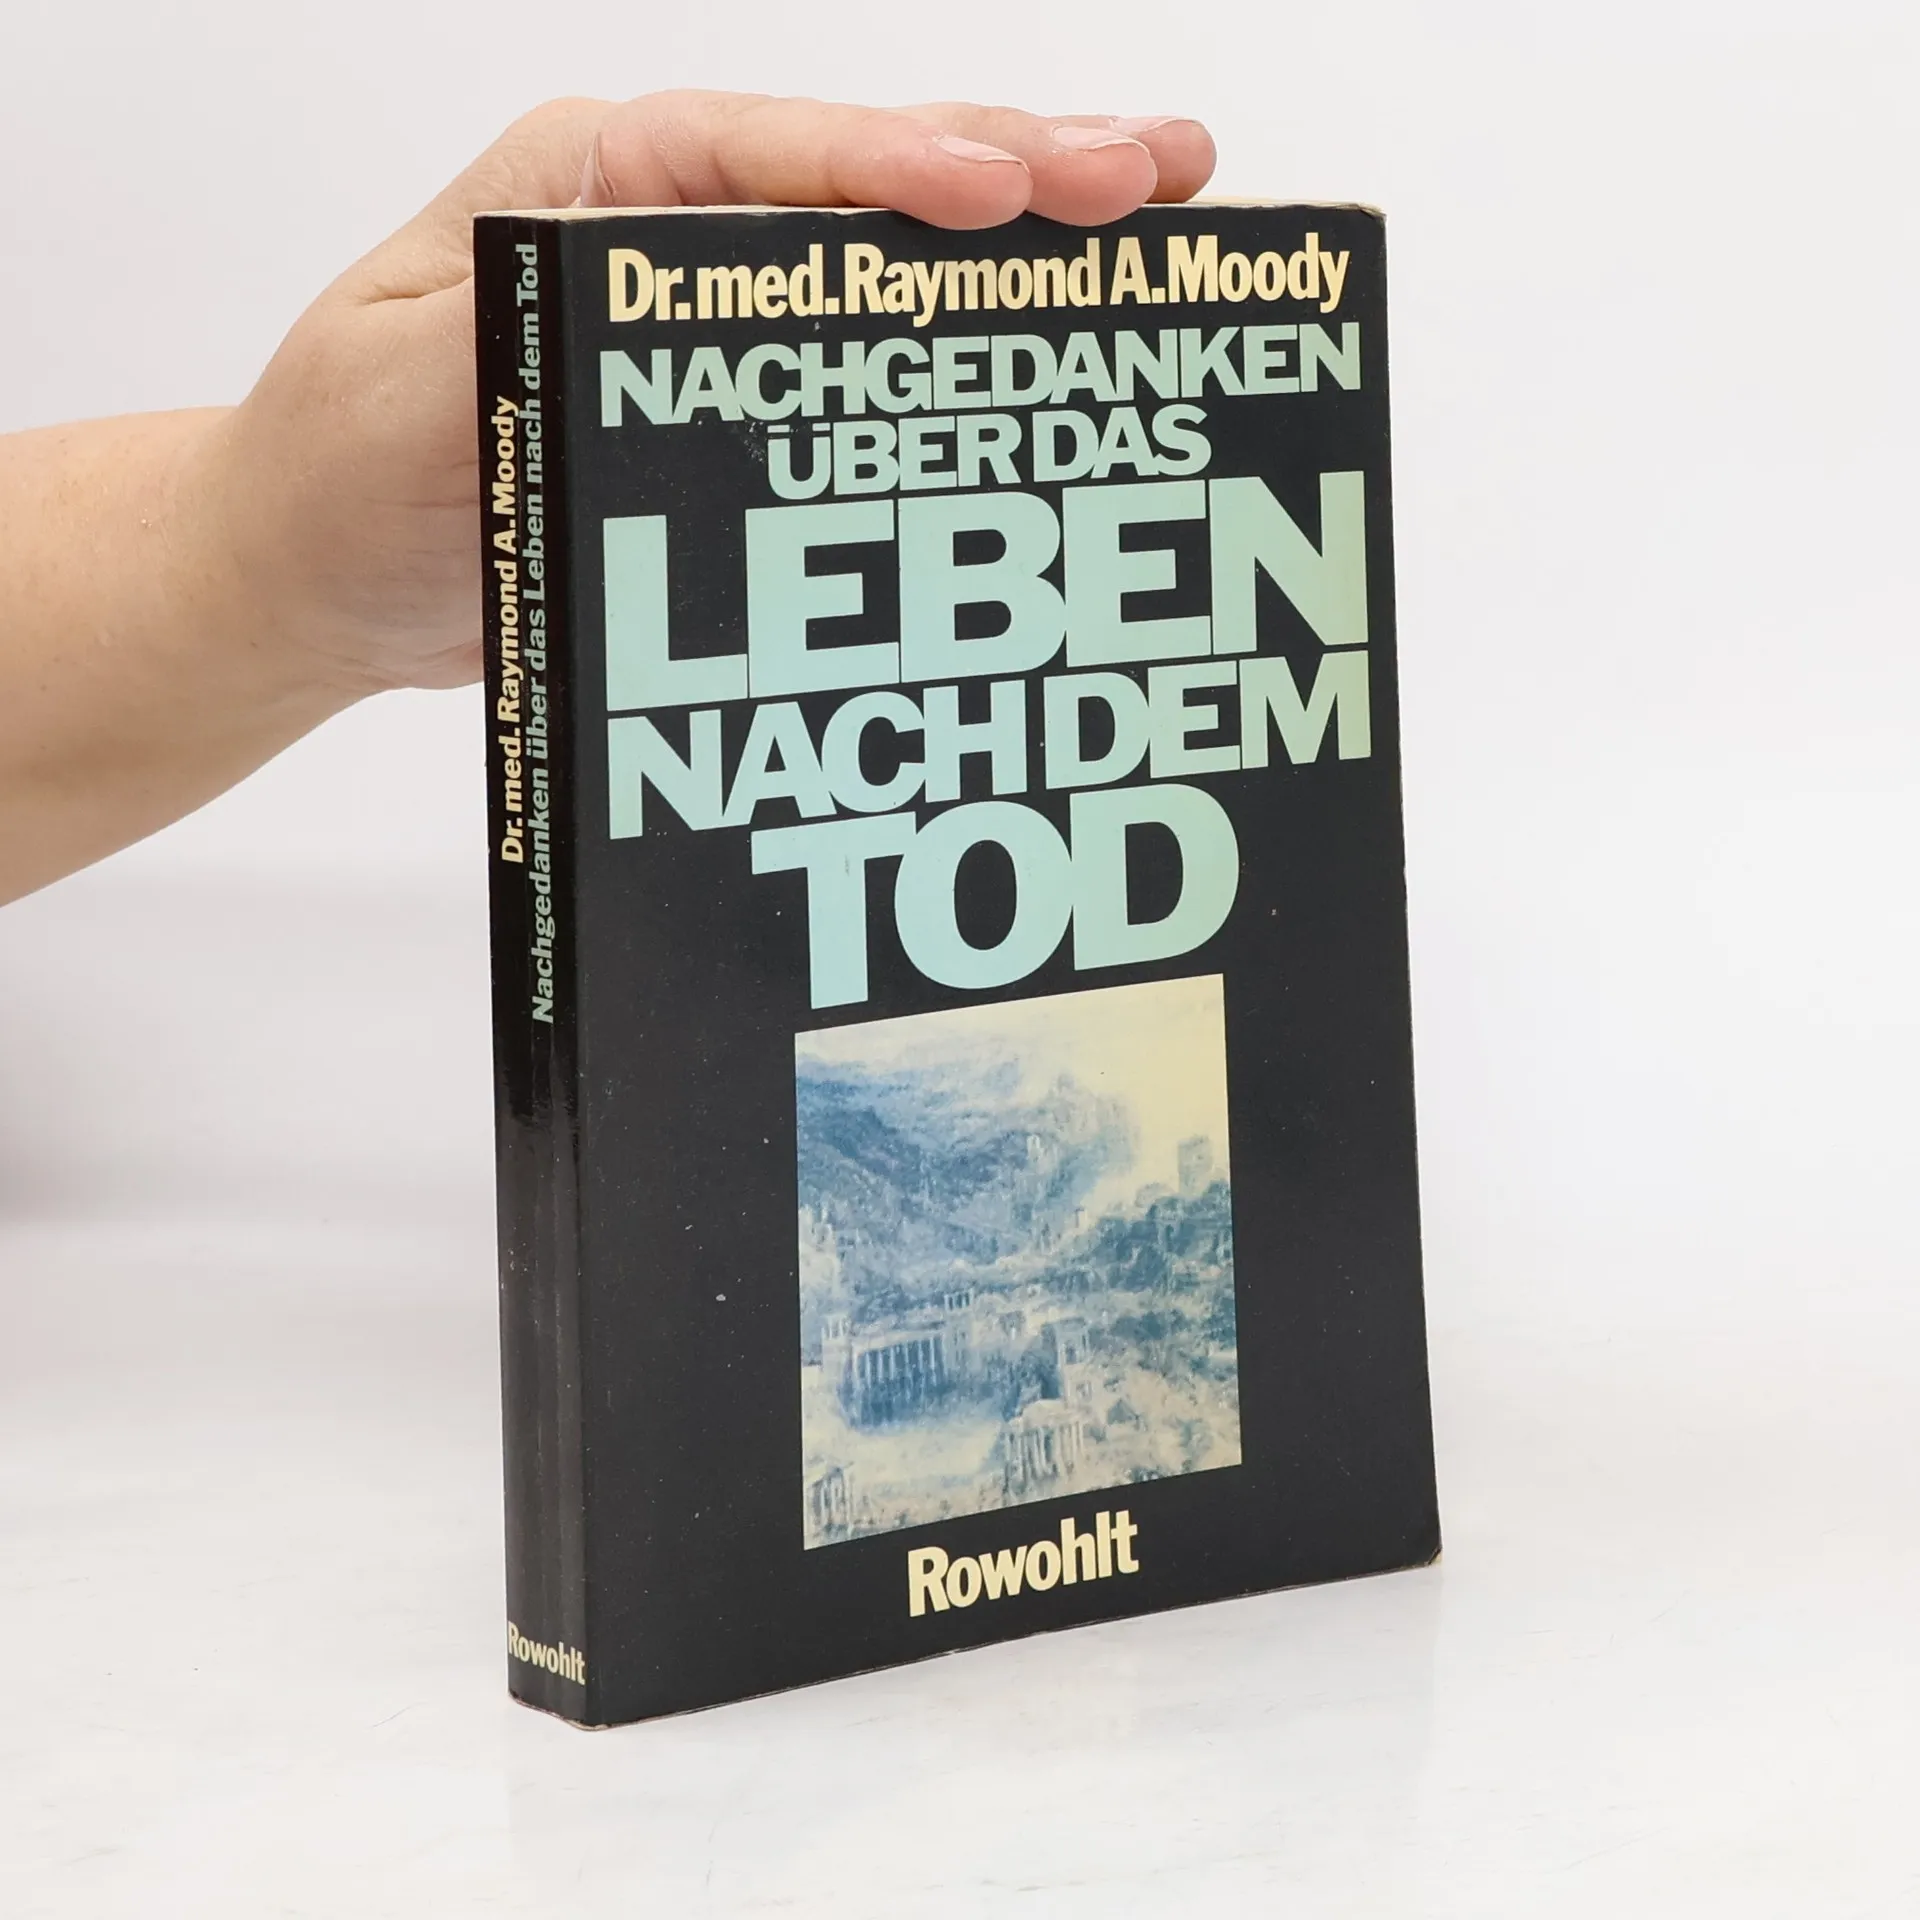 Dr. med. Raymond A. Moody
NACHGEDANKEN
ÜBER DAS
LEBEN
NACH DEM
TOD
Rowohlt
Dr. med. Raymond A. Moody
Nachgedanken über das Leben nach dem Tod
Rowohlt